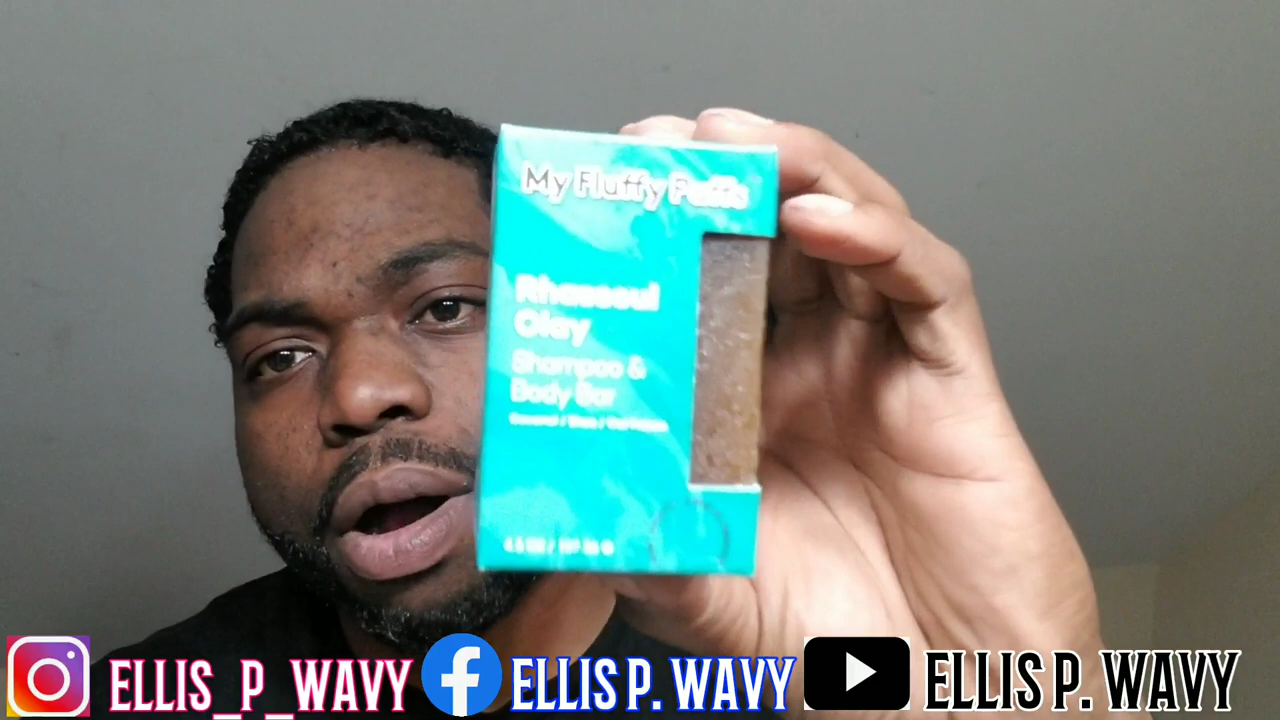 My Fluffy Puffs
Rhassoul
Clay
Shampoo &
Body Bar
ELLIS_P_WAVY
ELLIS P. WAVY
ELLIS P. WAVY